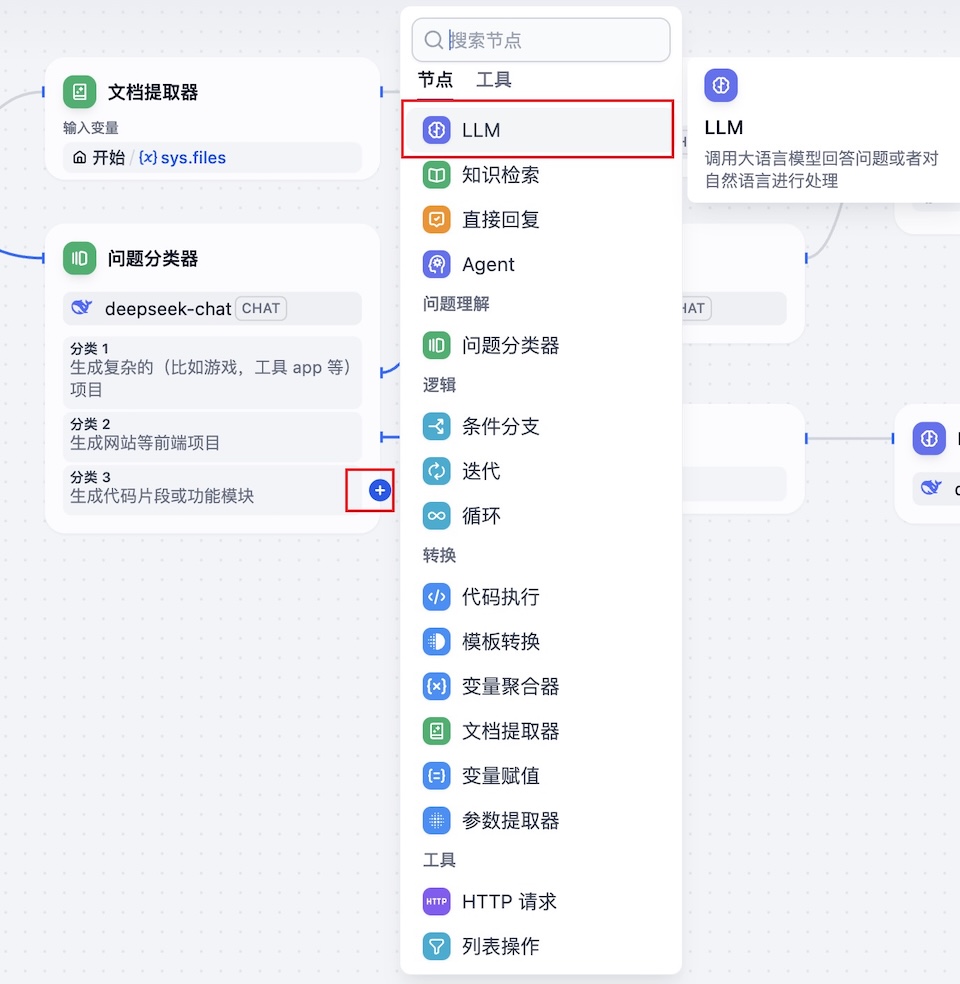 文档提取器
输入变量
开始 / {x} sys.files
问题分类器
deepseek-chat CHAT
分类 1
生成复杂的（比如游戏，工具 app 等）
项目
分类 2
生成网站等前端项目
分类 3
生成代码片段或功能模块
搜索节点
节点 工具
LLM
知识检索
直接回复
Agent
问题理解
问题分类器
逻辑
条件分支
迭代
循环
转换
代码执行
模板转换
变量聚合器
文档提取器
变量赋值
参数提取器
工具
HTTP HTTP 请求
列表操作
LLM
调用大语言模型回答问题或者对
自然语言进行处理